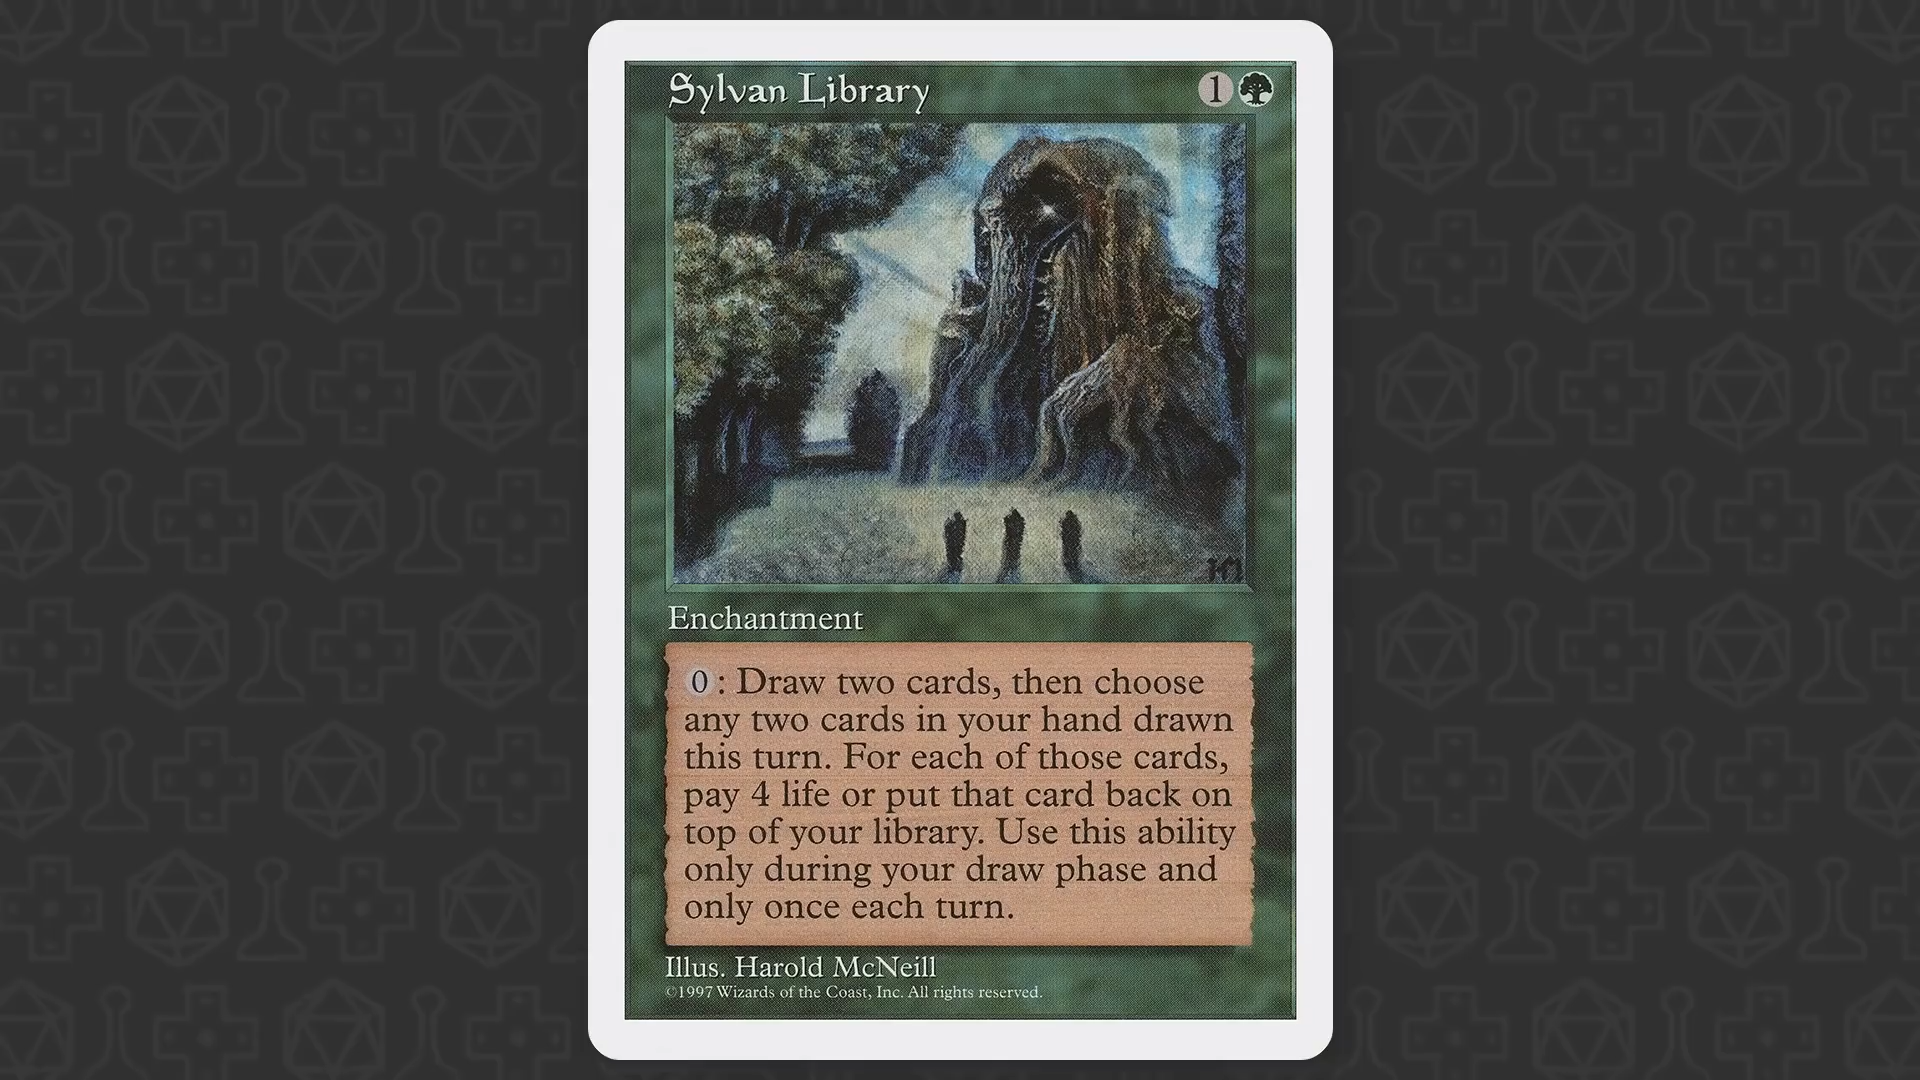 Sylvan Library 1
Enchantment
0: Draw two cards, then choose
any two cards in your hand drawn
this turn. For each of those cards,
pay 4 life or put that card back on
top of your library. Use this ability
only during your draw phase and
only once each turn.
Illus. Harold McNeill
©1997 Wizards of the Coast, Inc. All rights reserved.